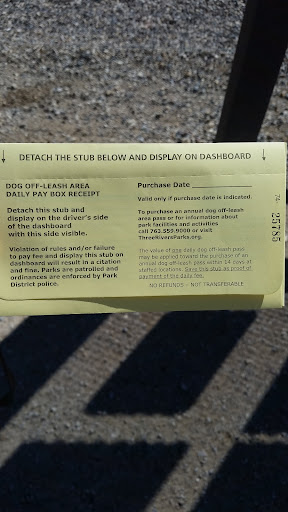 ↓ DETACH THE STUB BELOW AND DISPLAY ON DASHBOARD ↓
DOG OFF-LEASH AREA
DAILY PAY BOX RECEIPT
Detach this stub and
display on the driver's side
of the dashboard
with this side visible.
Violation of rules and/or failure
to pay fee and display this stub on
dashboard will result in a citation
and fine. Parks are patrolled and
ordinances are enforced by Park
District police.
Purchase Date
Valid only if purchase date is indicated.
To purchase an annual dog off-leash
area pass or for information about
park facilities and activities
call 763.559.9000 or visit
ThreeRiversParks.org.
The value of one daily dog off-leash pass
may be applied toward the purchase of an
annual dog off-leash pass within 14 days at
staffed locations. Save this stub as proof of
payment of the daily fee.
NO REFUNDS - NOT TRANSFERABLE
25785